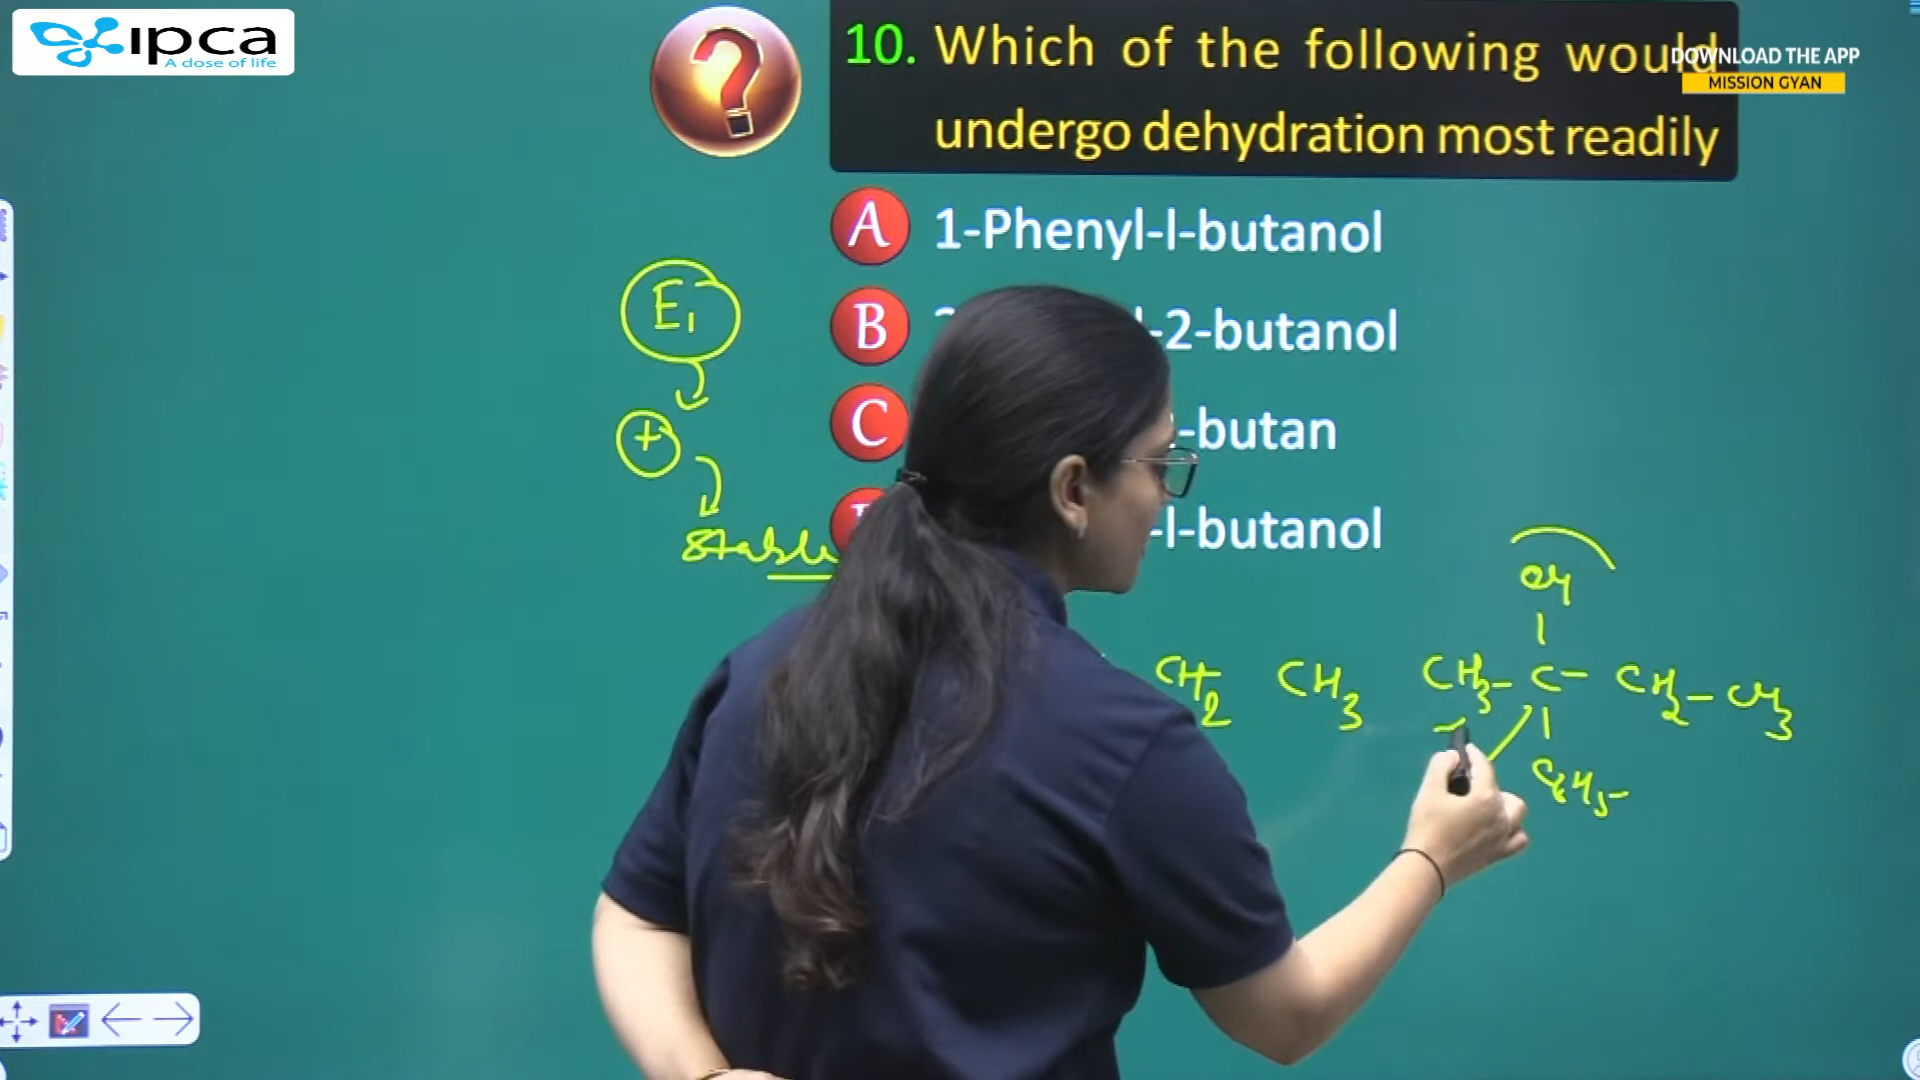 ipca
A dose of life
10. Which of the following would
undergo dehydration most readily
DOWNLOAD THE APP
MISSION GYAN
A 1-Phenyl-l-butanol
B -2-butanol
C -butan
-l-butanol
E1
+
Stable
OH
CH2 CH3 CH3- C- CH2-CH3
C6H5